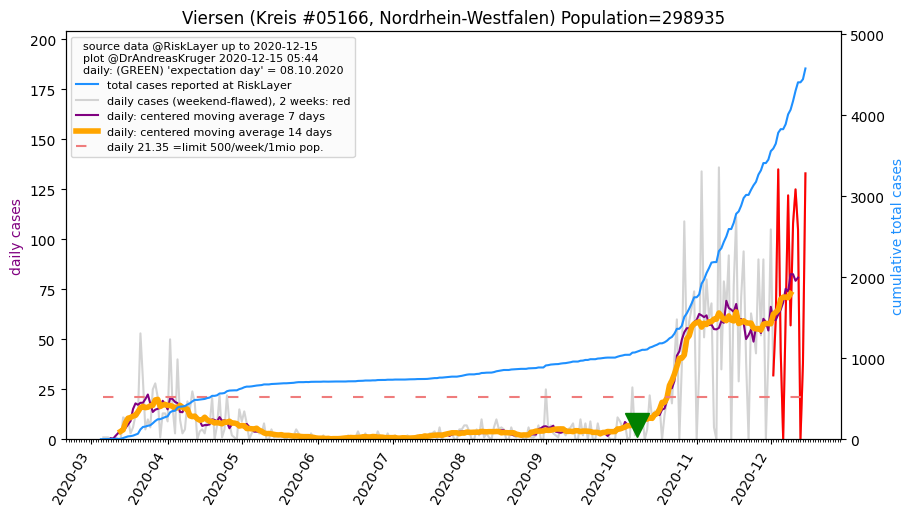 Viersen (Kreis #05166, Nordrhein-Westfalen) Population=298935
source data @RiskLayer up to 2020-12-15
plot @DrAndreasKruger 2020-12-15 05:44
daily: (GREEN) 'expectation day' = 08.10.2020
total cases reported at RiskLayer
daily cases (weekend-flawed), 2 weeks: red
daily: centered moving average 7 days
daily: centered moving average 14 days
daily 21.35 =limit 500/week/1mio pop.
daily cases
200
175
150
125
100
75
50
25
0
5000
4000
3000
2000
1000
0
cumulative total cases
2020-03
2020-04
2020-05
2020-06
2020-07
2020-08
2020-09
2020-10
2020-11
2020-12